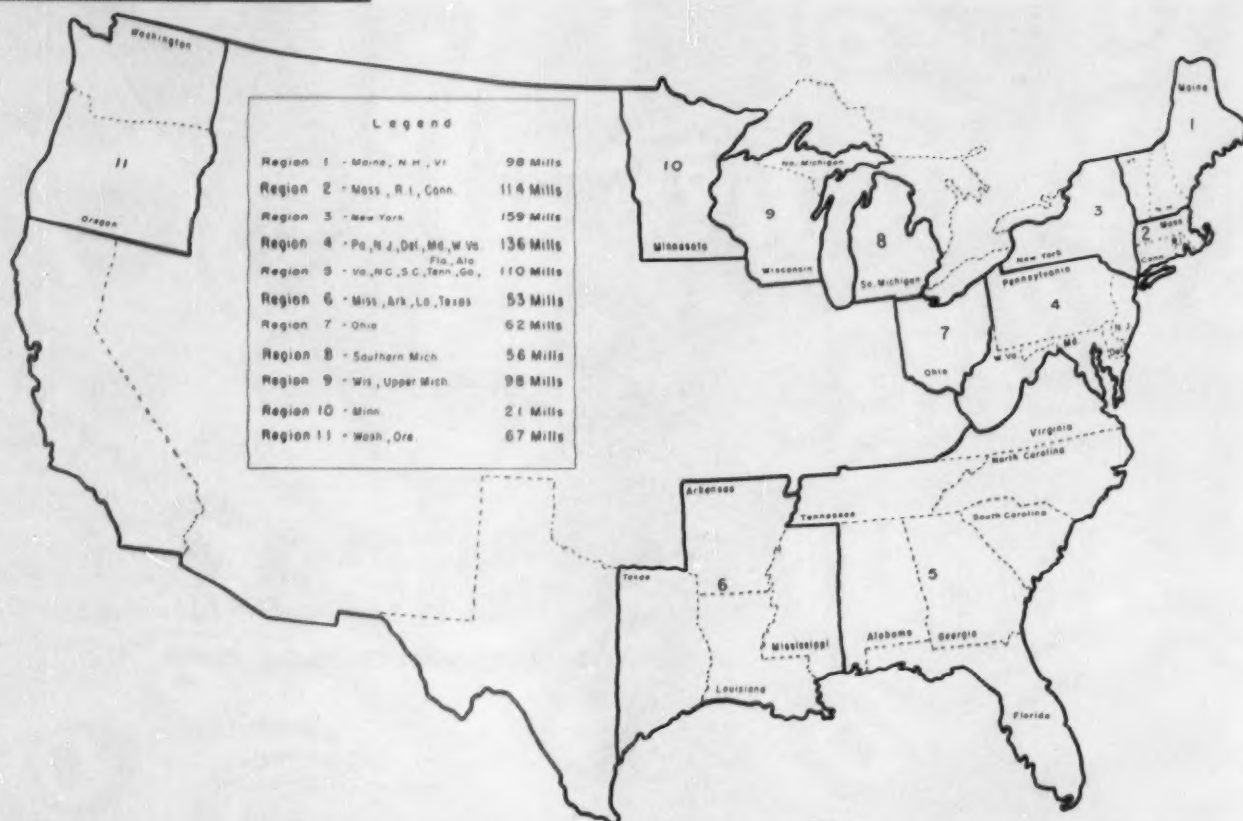 Legend
Region 1 - Maine, N.H., Vt. 98 Mills
Region 2 - Mass., R.I., Conn. 114 Mills
Region 3 - New York 159 Mills
Region 4 - Pa., N.J., Del., Md., W. Va. 136 Mills
Fla., Ala.
Region 5 - Va., N.C., S.C., Tenn., Ga., 110 Mills
Region 6 - Miss., Ark., La., Texas 53 Mills
Region 7 - Ohio 62 Mills
Region 8 - Southern Mich. 56 Mills
Region 9 - Wis., Upper Mich. 98 Mills
Region 10 - Minn. 21 Mills
Region 11 - Wash., Ore. 67 Mills
Washington
11
Oregon
10
Minnesota
No. Michigan
9
Wisconsin
8
So. Michigan
Maine
1
3
New York
2
Mass.
R.I.
Conn.
Pennsylvania
4
N.J.
Md.
Del.
W. Va.
7
Ohio
Virginia
North Carolina
South Carolina
Tennessee
Arkansas
Texas
6
5
Mississippi
Alabama
Georgia
Louisiana
Florida